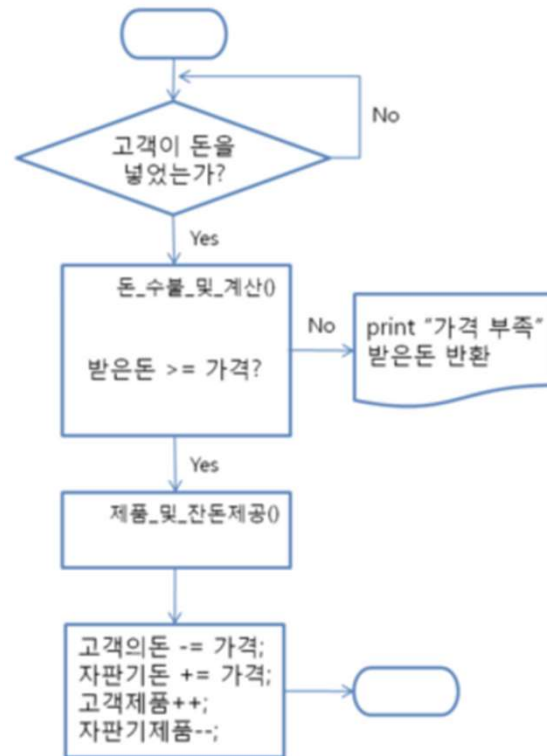 No
고객이 돈을
넣었는가?
Yes
돈_수불_및_계산()
받은돈 >= 가격?
No
print "가격 부족"
받은돈 반환
Yes
제품_및_잔돈제공()
고객의돈 -= 가격;
자판기돈 += 가격;
고객제품++;
자판기제품--;